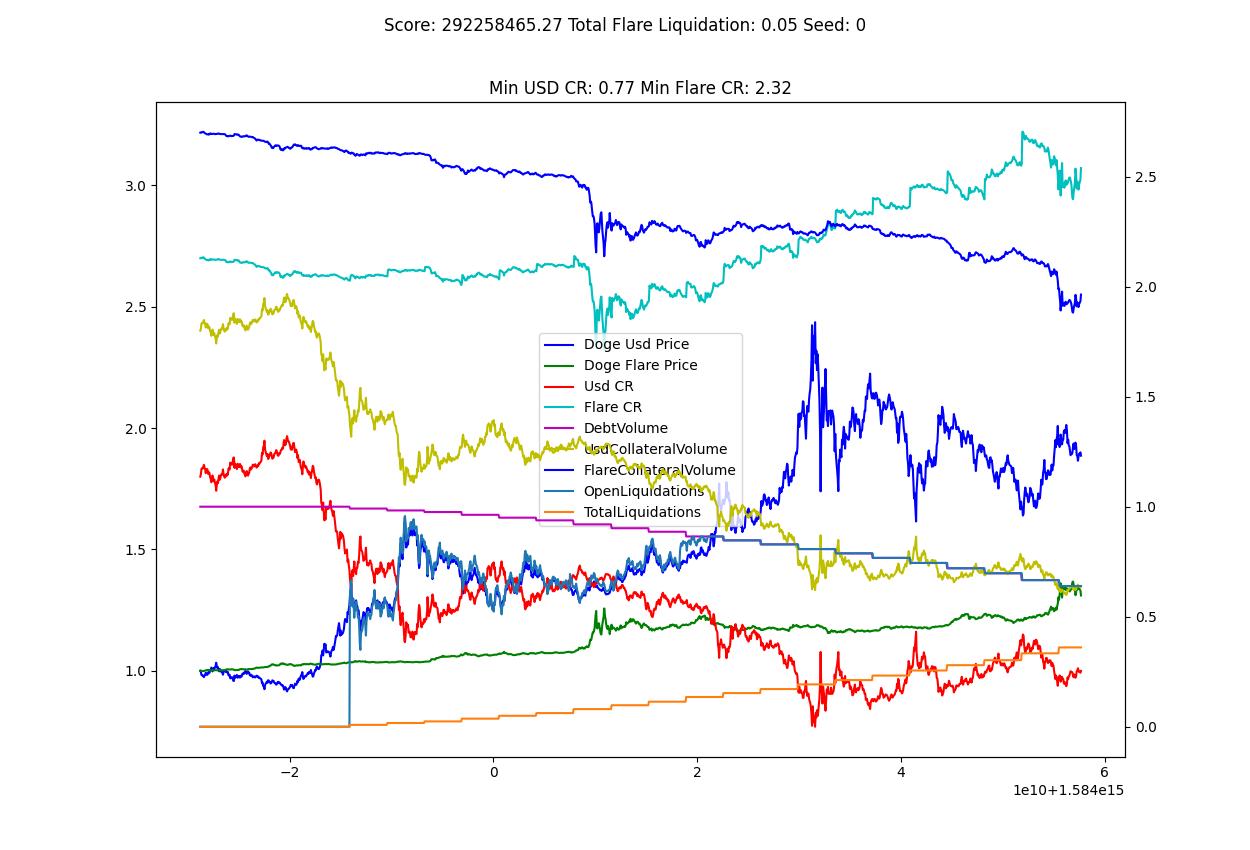 Score: 292258465.27 Total Flare Liquidation: 0.05 Seed: 0
Min USD CR: 0.77 Min Flare CR: 2.32
3.0
2.5
2.0
1.5
1.0
2.5
2.0
1.5
1.0
0.5
0.0
Doge Usd Price
Doge Flare Price
Usd CR
Flare CR
DebtVolume
UsdCollateralVolume
FlareCollateralVolume
OpenLiquidations
TotalLiquidations
−2 0 2 4 6
1e10+1.584e15